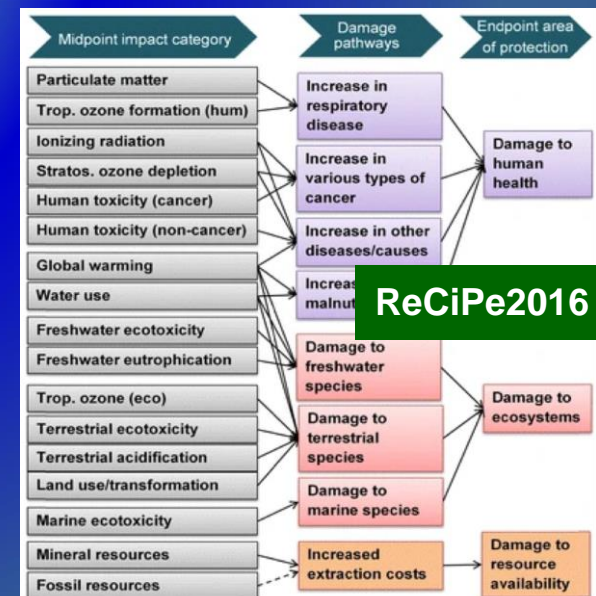 Midpoint impact category
Damage
pathways
Endpoint area
of protection
Particulate matter
Trop. ozone formation (hum)
Ionizing radiation
Stratos. ozone depletion
Human toxicity (cancer)
Human toxicity (non-cancer)
Global warming
Water use
Freshwater ecotoxicity
Freshwater eutrophication
Trop. ozone (eco)
Terrestrial ecotoxicity
Terrestrial acidification
Land use/transformation
Marine ecotoxicity
Mineral resources
Fossil resources
Increase in
respiratory
disease
Increase in
various types of
cancer
Increase in other
diseases/causes
ReCiPe2016
Damage to
freshwater
species
Damage to
terrestrial
species
Damage to
marine species
Increased
extraction costs
Damage to
human
health
Damage to
ecosystems
Damage to
resource
availability